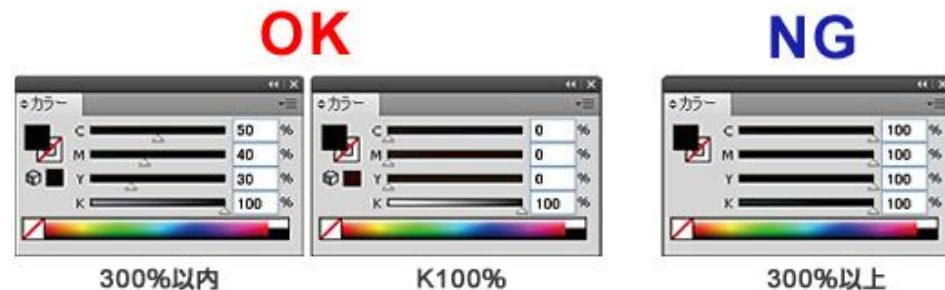 OK
NG
カラー
C 50 %
M 40 %
Y 30 %
K 100 %
カラー
C 0 %
M 0 %
Y 0 %
K 100 %
カラー
C 100 %
M 100 %
Y 100 %
K 100 %
300%以内
K100%
300%以上